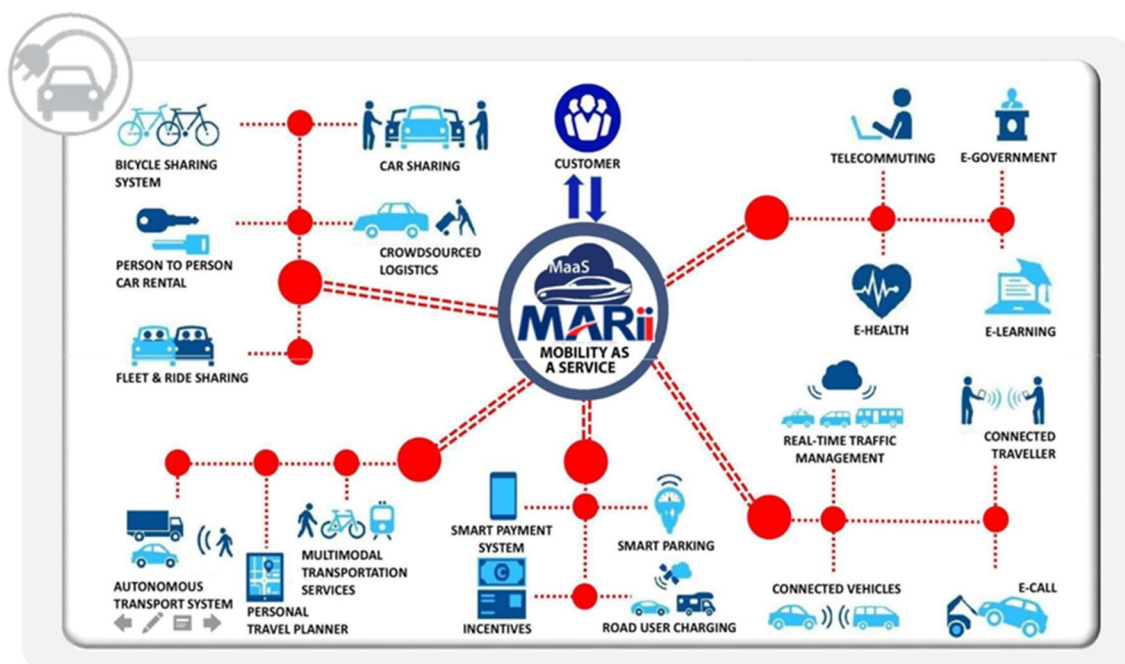 BICYCLE SHARING
SYSTEM
CAR SHARING
PERSON TO PERSON
CAR RENTAL
CROWDSOURCED
LOGISTICS
FLEET & RIDE SHARING
CUSTOMER
MaaS
MARii
MOBILITY AS
A SERVICE
TELECOMMUTING
E-GOVERNMENT
E-HEALTH
E-LEARNING
REAL-TIME TRAFFIC
MANAGEMENT
CONNECTED
TRAVELLER
CONNECTED VEHICLES
E-CALL
AUTONOMOUS
TRANSPORT SYSTEM
PERSONAL
TRAVEL PLANNER
MULTIMODAL
TRANSPORTATION
SERVICES
SMART PAYMENT
SYSTEM
SMART PARKING
INCENTIVES
ROAD USER CHARGING